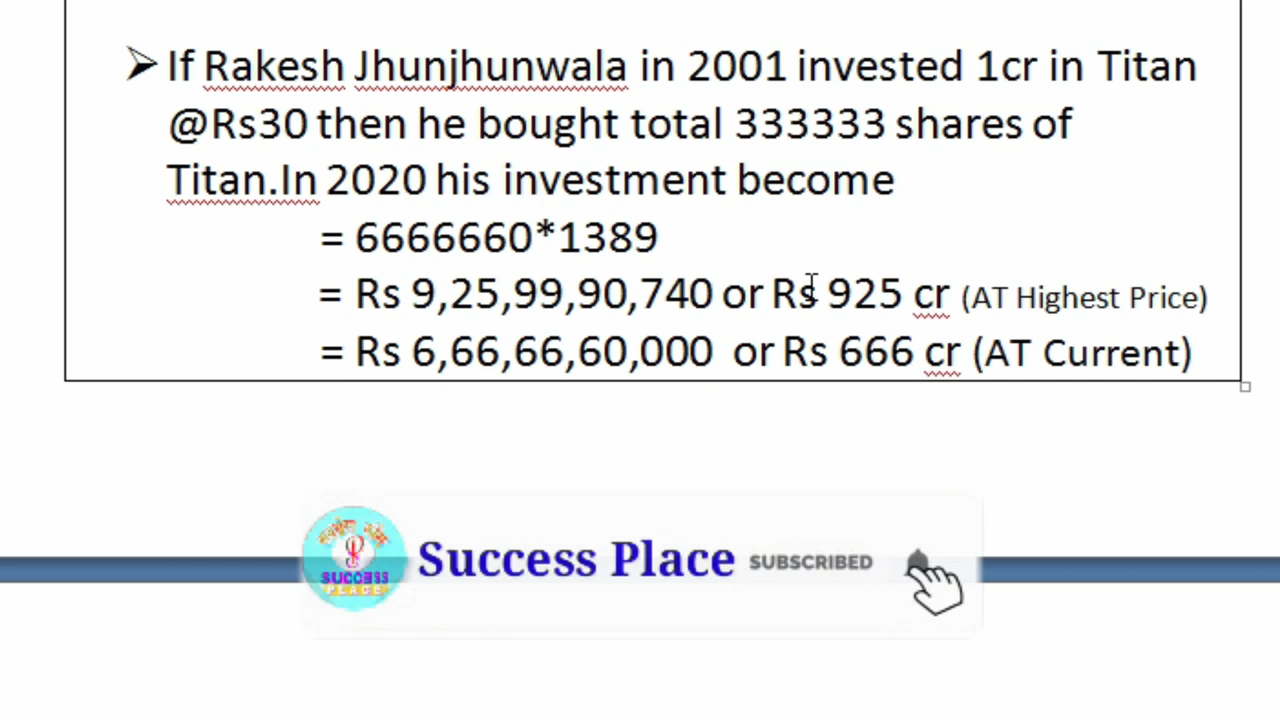 ➢ If Rakesh Jhunjhunwala in 2001 invested 1cr in Titan
@Rs30 then he bought total 333333 shares of
Titan.In 2020 his investment become
= 6666660*1389
= Rs 9,25,99,90,740 or Rs 925 cr (AT Highest Price)
= Rs 6,66,66,60,000 or Rs 666 cr (AT Current)
SUCCESS
PLACE
Success Place SUBSCRIBED